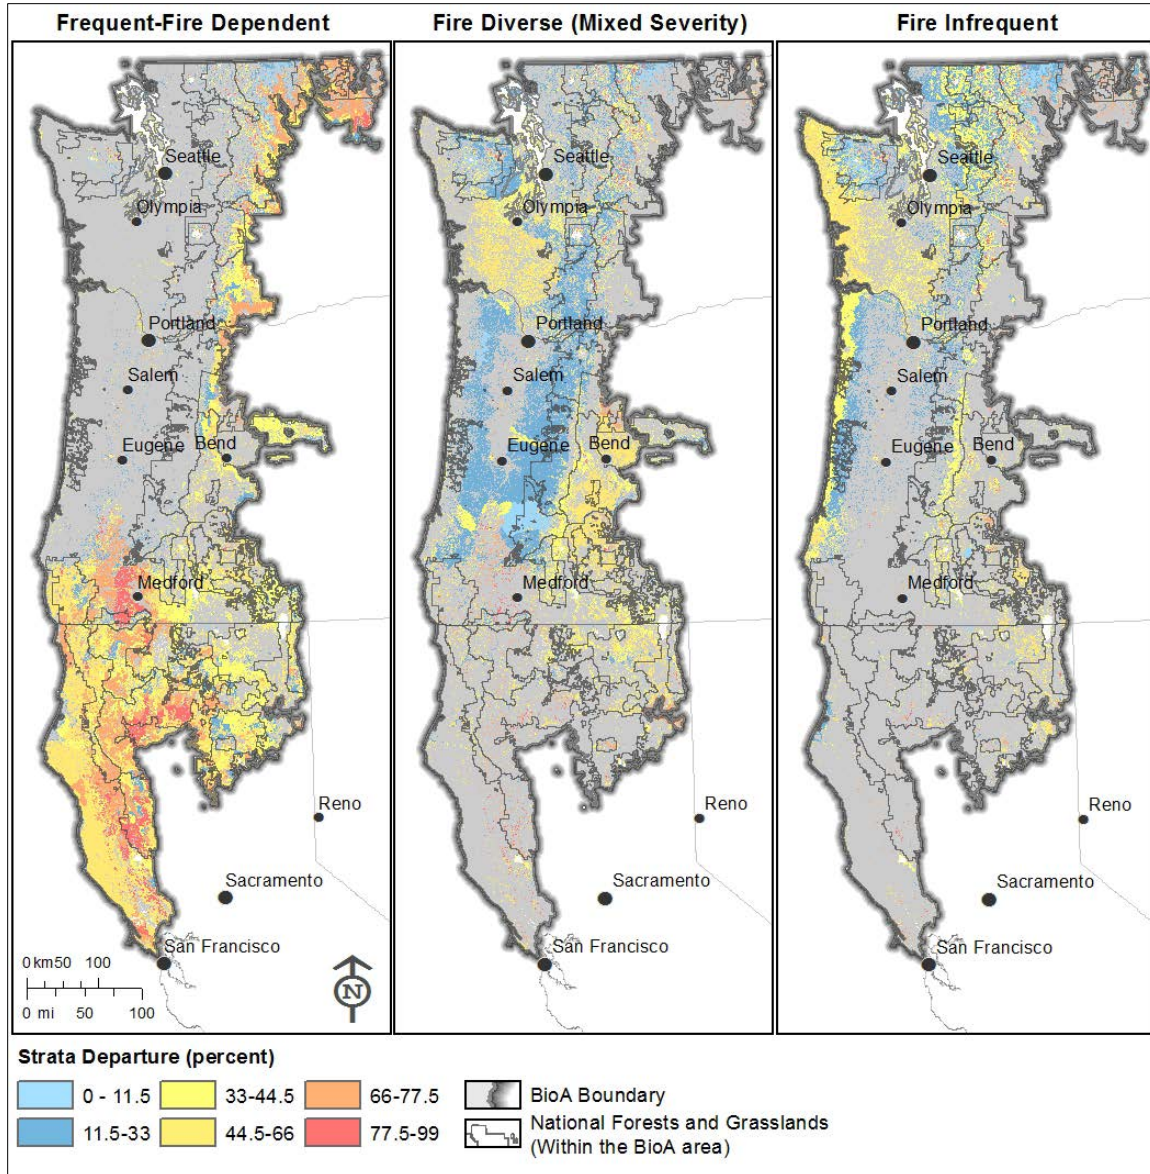 Frequent-Fire Dependent
Fire Diverse (Mixed Severity)
Fire Infrequent
Seattle
Olympia
Portland
Salem
Eugene
Bend
Medford
Reno
Sacramento
San Francisco
0 km 50 100
0 mi 50 100
N
Seattle
Olympia
Portland
Salem
Eugene
Bend
Medford
Reno
Sacramento
San Francisco
Seattle
Olympia
Portland
Salem
Eugene
Bend
Medford
Reno
Sacramento
San Francisco
Strata Departure (percent)
0 - 11.5
33-44.5
66-77.5
BioA Boundary
11.5-33
44.5-66
77.5-99
National Forests and Grasslands
(Within the BioA area)